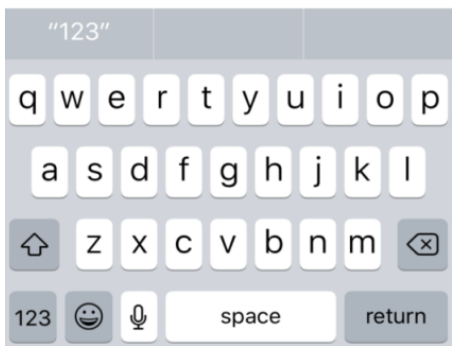 “123”
q w e r t y u i o p
a s d f g h j k l
z x c v b n m
123 space return